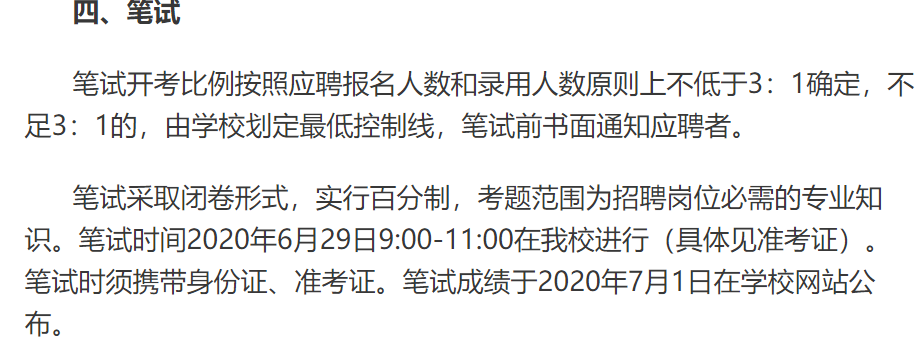 四、笔试
笔试开考比例按照应聘报名人数和录用人数原则上不低于3：1确定，不
足3：1的，由学校划定最低控制线，笔试前书面通知应聘者。
笔试采取闭卷形式，实行百分制，考题范围为招聘岗位必需的专业知
识。笔试时间2020年6月29日9:00-11:00在我校进行（具体见准考证）。
笔试时须携带身份证、准考证。笔试成绩于2020年7月1日在学校网站公
布。